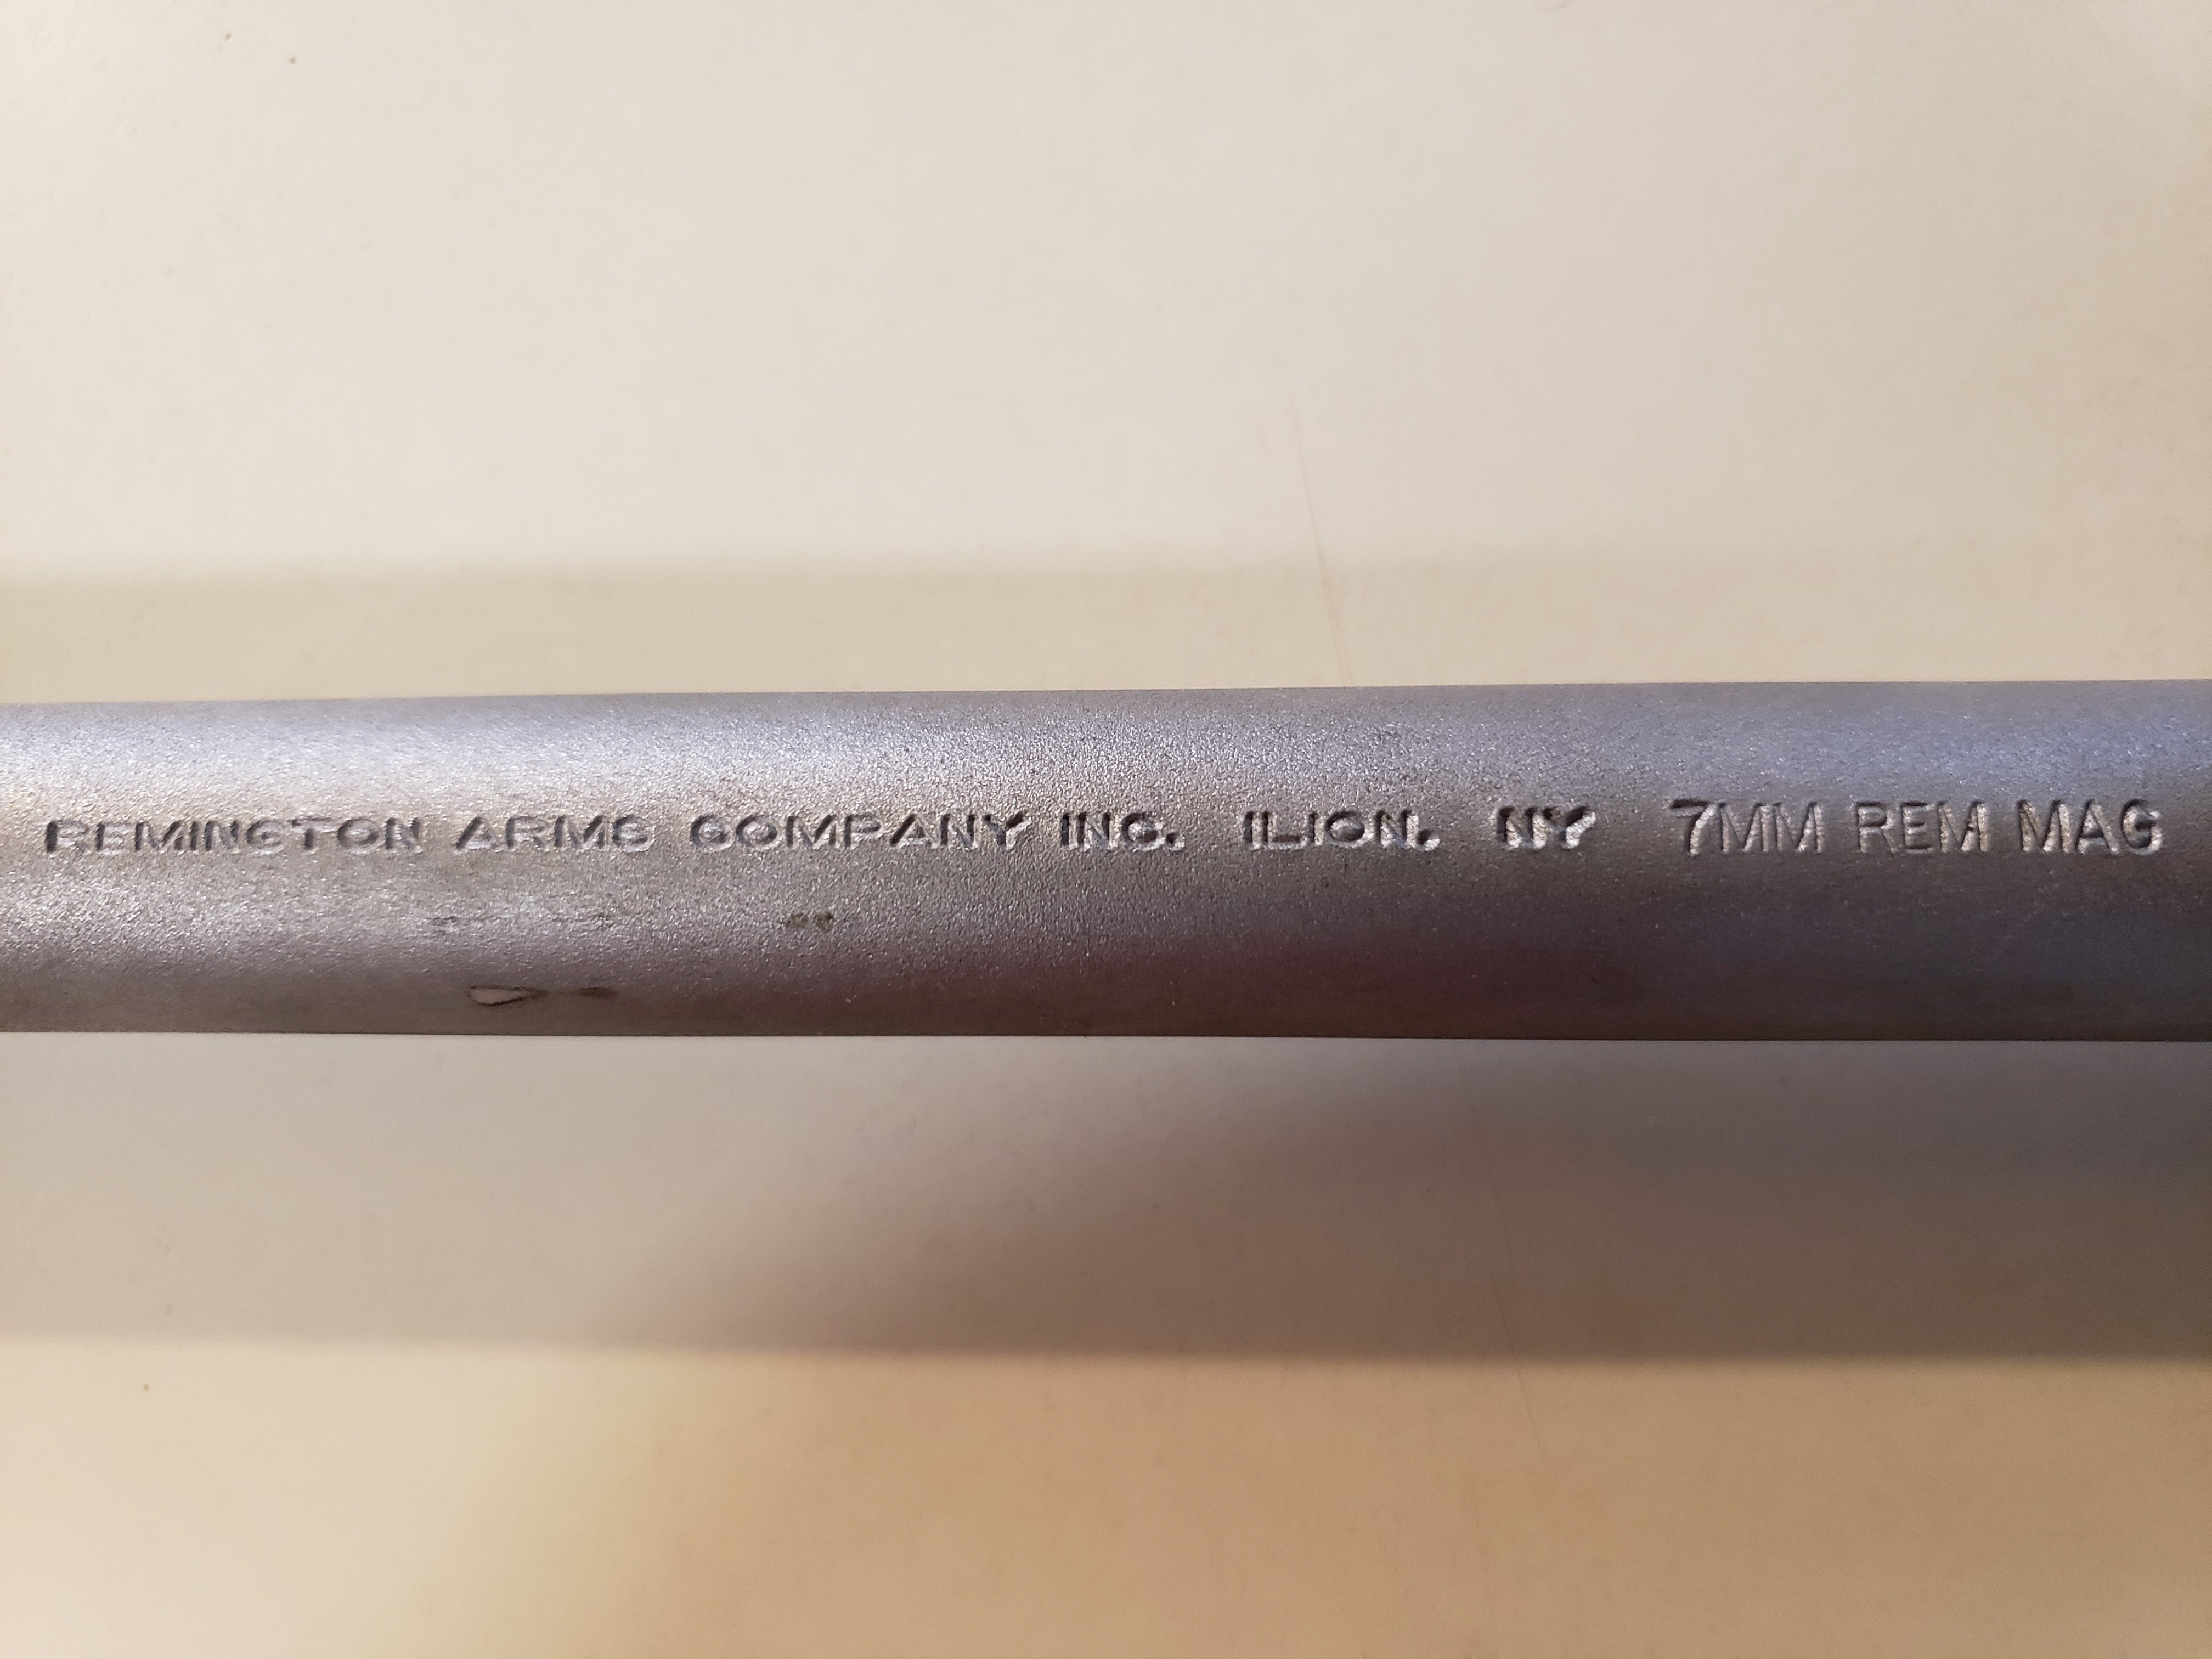 REMINGTON ARMS COMPANY INC. ILION, NY 7MM REM MAG